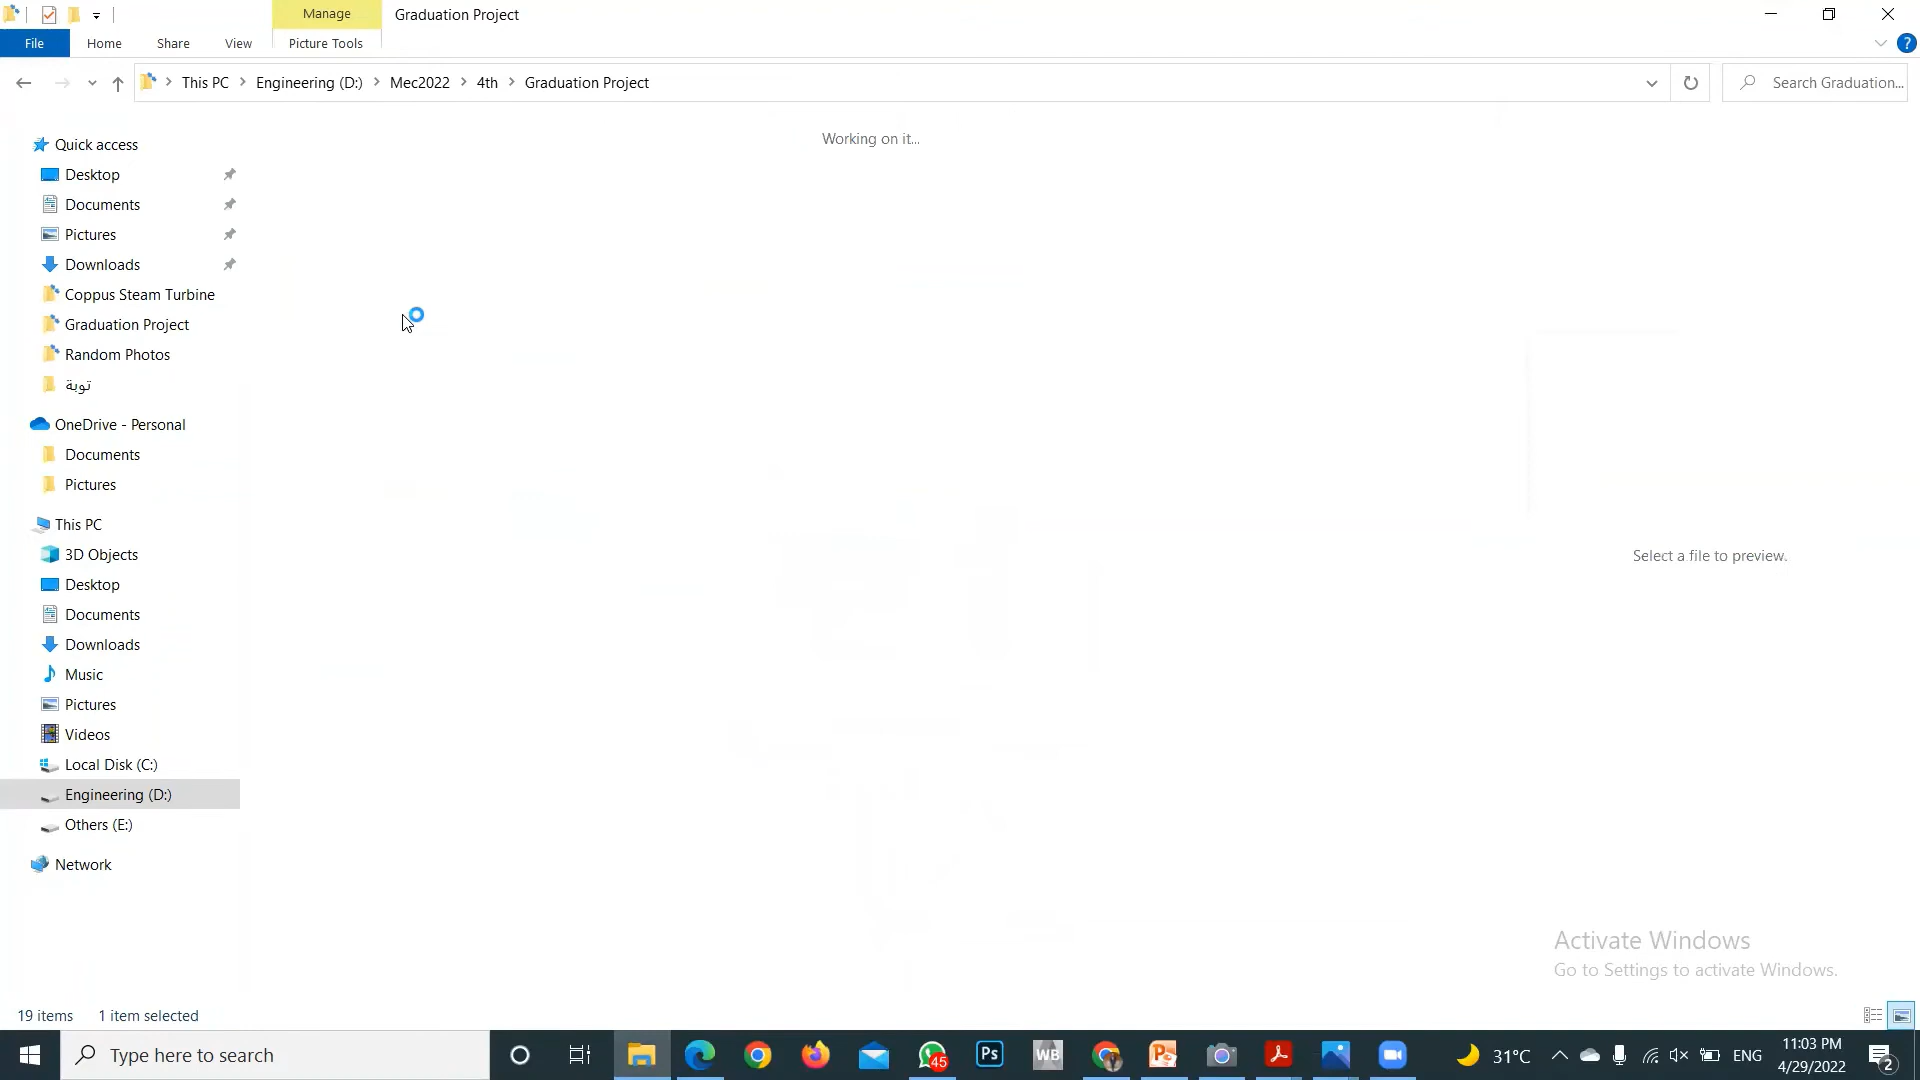 Manage
Graduation Project
File
Home
Share
View
Picture Tools
?
This PC
Engineering (D:)
Mec2022
4th
Graduation Project
Search Graduation...
Working on it...
Quick access
Desktop
Documents
Pictures
Downloads
Coppus Steam Turbine
Graduation Project
Random Photos
توبة
OneDrive - Personal
Documents
Pictures
This PC
3D Objects
Desktop
Documents
Downloads
Music
Pictures
Videos
Local Disk (C:)
Engineering (D:)
Others (E:)
Network
Select a file to preview.
Activate Windows
Go to Settings to activate Windows.
19 items
1 item selected
Type here to search
45
Ps
WB
31°C
ENG
11:03 PM
4/29/2022
2